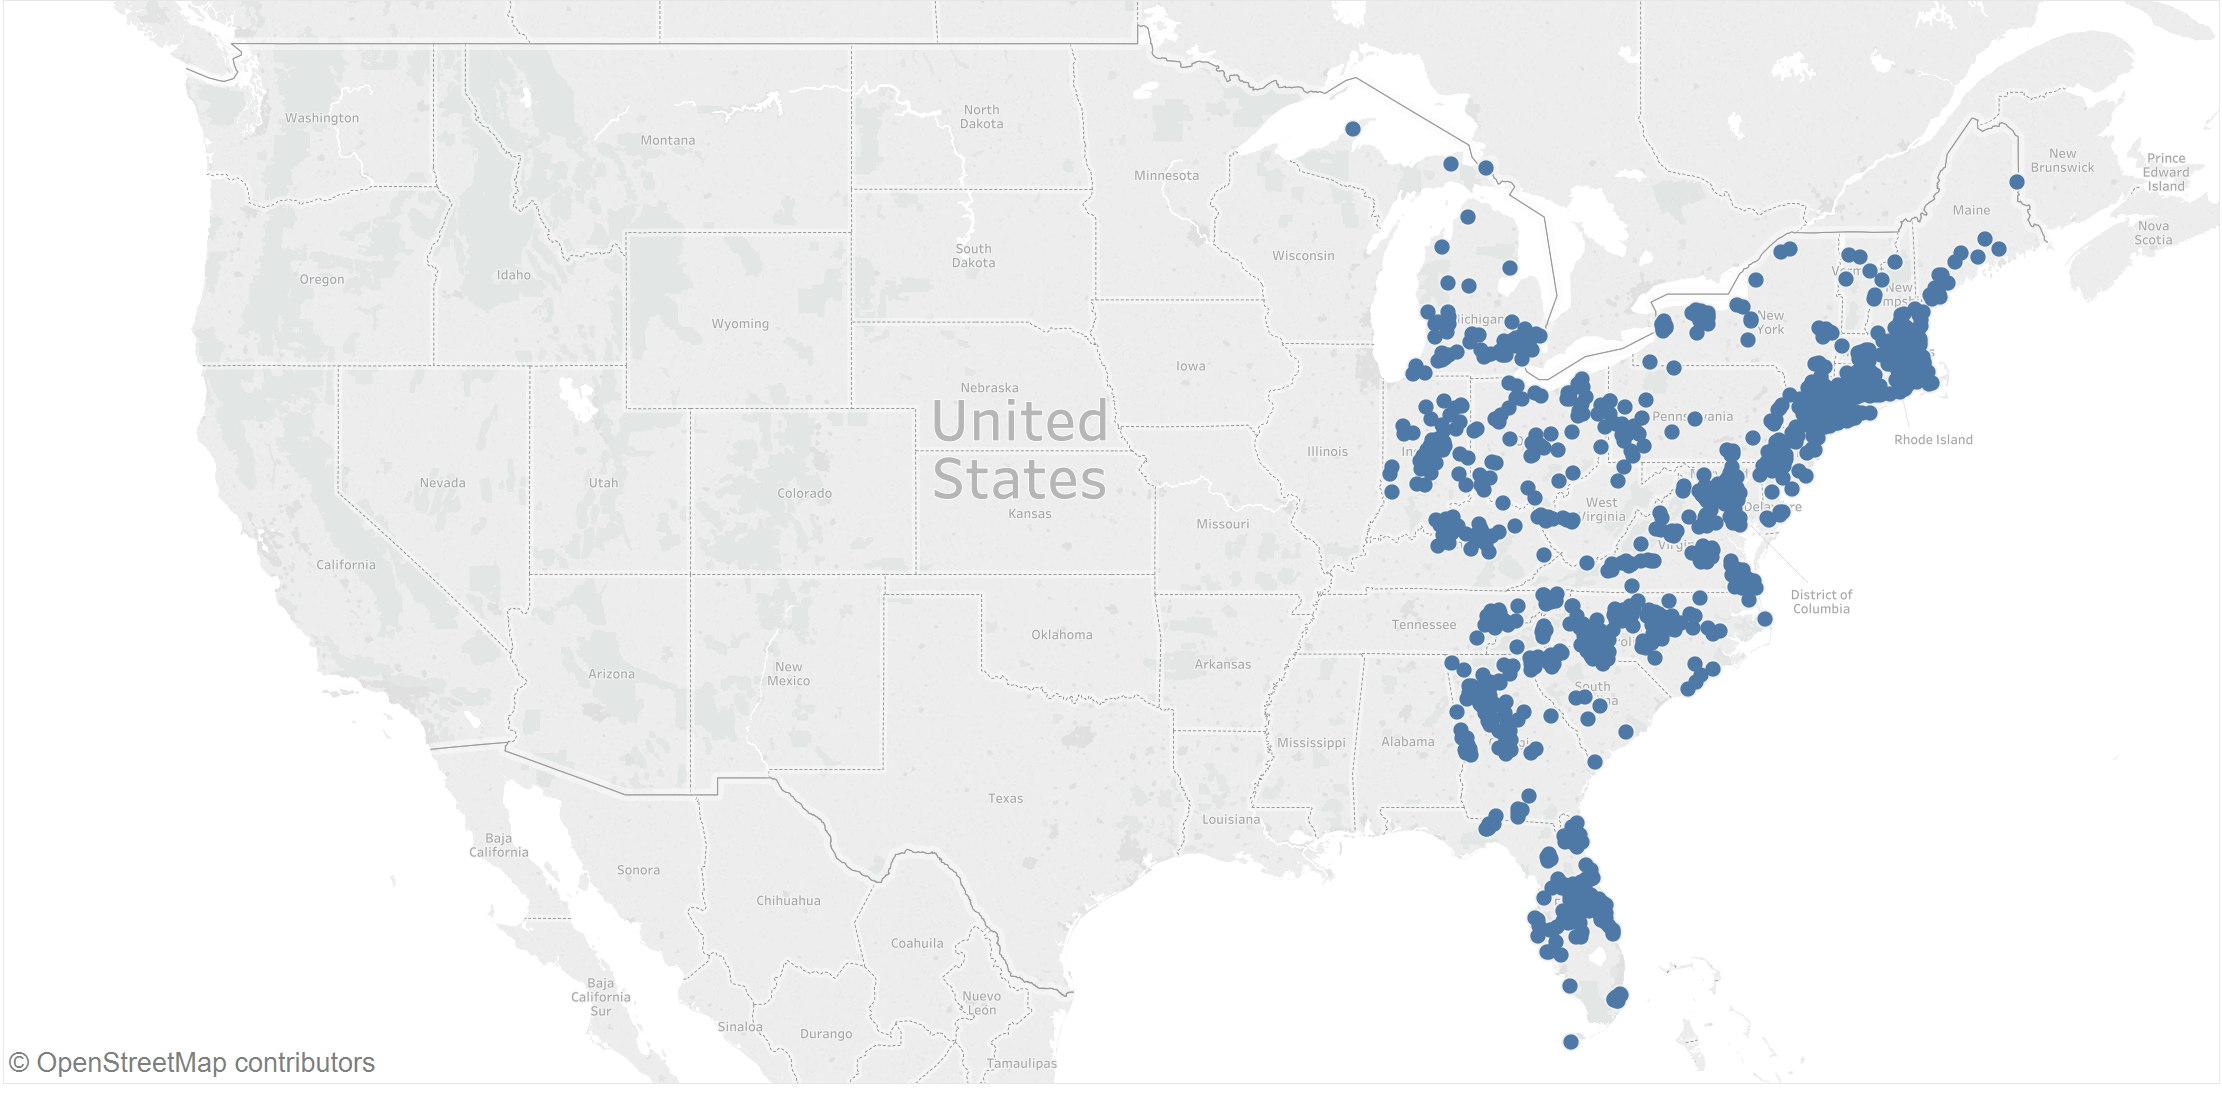 Washington
Montana
North
Dakota
Minnesota
New
Brunswick
Prince
Edward
Island
Maine
Nova
Scotia
Oregon
Idaho
South
Dakota
Wisconsin
Wyoming
Michigan
New
York
Iowa
Nebraska
United
States
Pennsylvania
Rhode Island
Nevada
Utah
Colorado
Kansas
Illinois
Missouri
West
Virginia
California
District of
Columbia
Oklahoma
Tennessee
Arkansas
Arizona
New
Mexico
South
Mississippi
Alabama
Texas
Louisiana
Baja
California
Sonora
Chihuahua
Coahuila
Baja
California
Sur
Nuevo
León
Sinaloa
Durango
Tamaulipas
© OpenStreetMap contributors